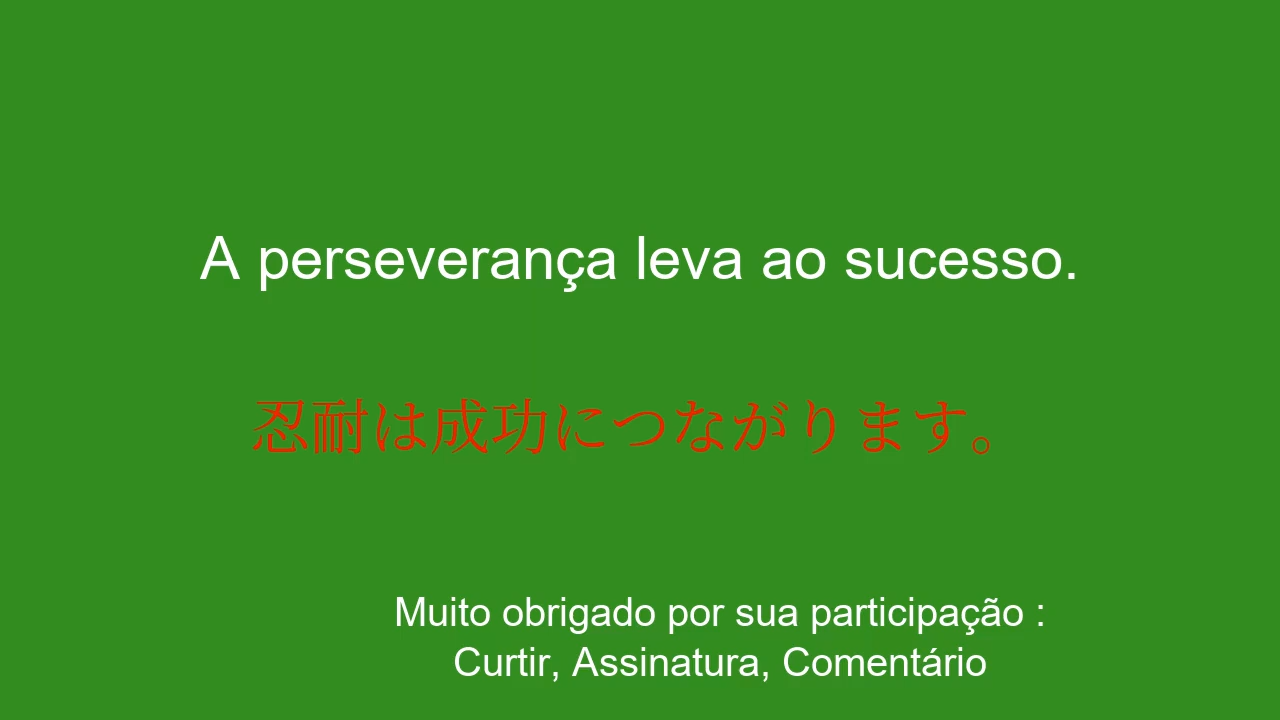 A perseverança leva ao sucesso.
忍耐は成功につながります。
Muito obrigado por sua participação :
Curtir, Assinatura, Comentário